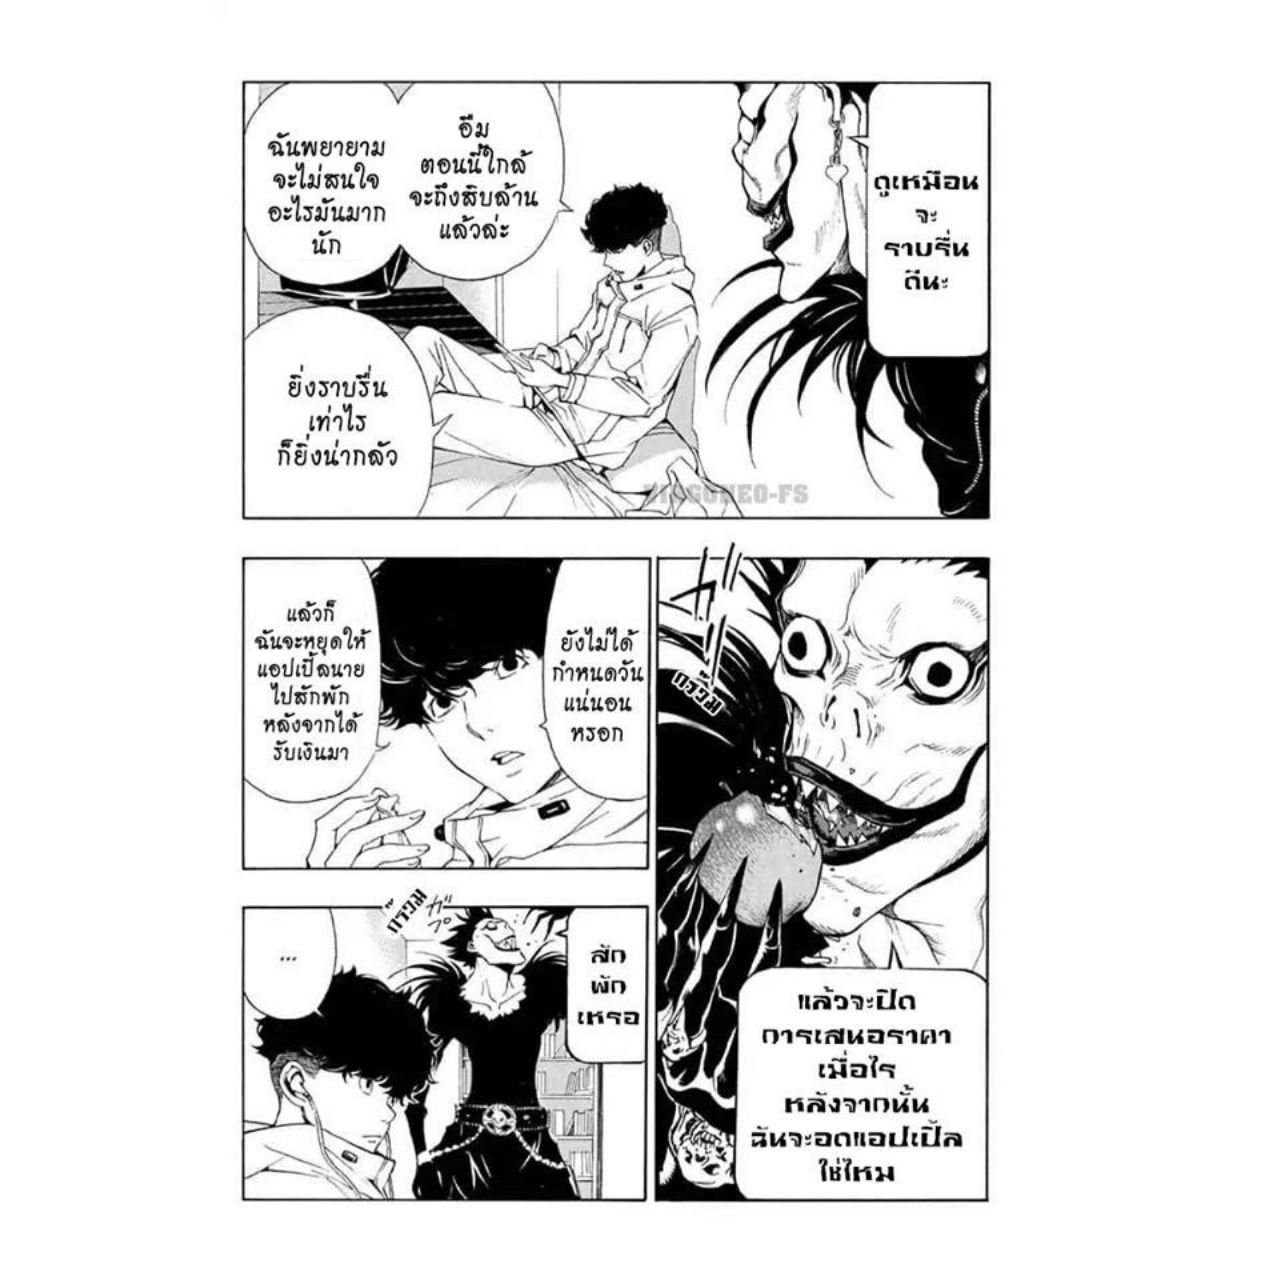 ดูเหมือน
จะ
ราบรื่น
ดีนะ
อืม
ตอนนี้ใกล้
จะถึงสิบล้าน
แล้วล่ะ
ฉันพยายาม
จะไม่สนใจ
อะไรมันมาก
นัก
ยิ่งราบรื่น
เท่าไร
ก็ยิ่งน่ากลัว
กร้วม
แล้วจะปิด
การเสนอราคา
เมื่อไร
หลังจากนั้น
ฉันจะอดแอปเปิ้ล
ใช่ไหม
ยังไม่ได้
กำหนดวัน
แน่นอน
หรอก
แล้วก็
ฉันจะหยุดให้
แอปเปิ้ลนาย
ไปสักพัก
หลังจากได้
รับเงินมา
กร้วม
ガプ
สัก
พัก
เหรอ
...